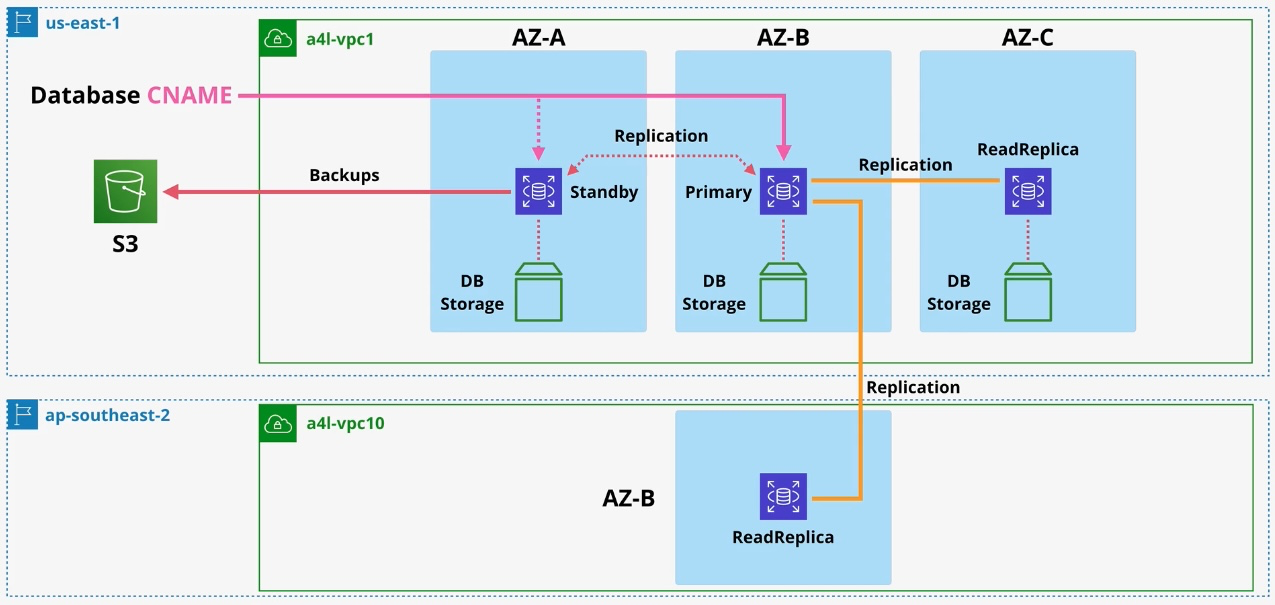 us-east-1
a4l-vpc1
AZ-A
AZ-B
AZ-C
Database CNAME
Replication
ReadReplica
Replication
Backups
Standby
Primary
S3
DB
Storage
DB
Storage
DB
Storage
Replication
ap-southeast-2
a4l-vpc10
AZ-B
ReadReplica